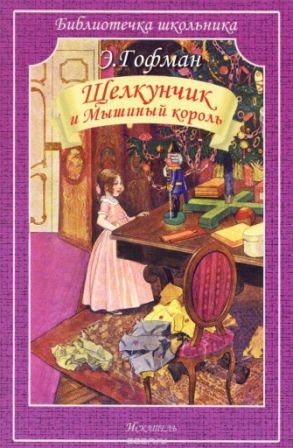 Библиотечка школьника
Э.Гофман
Щелкунчик
и Мышиный король
Искатель